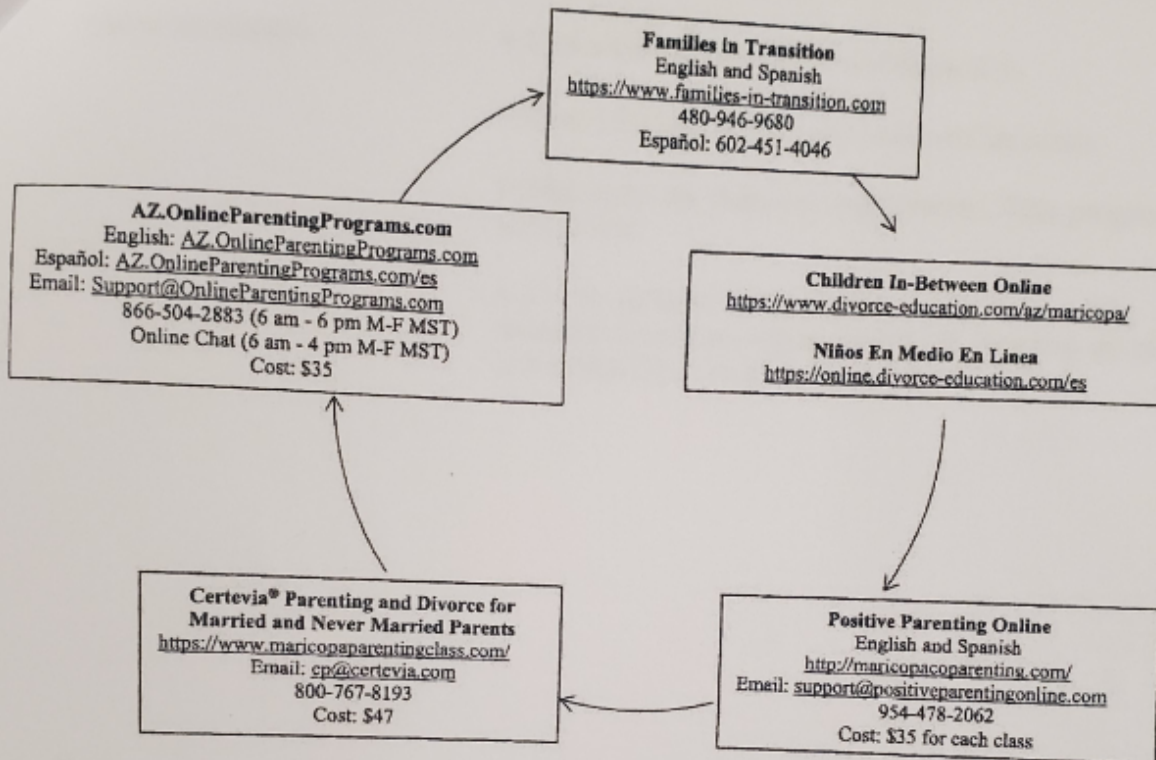 Families in Transition
English and Spanish
https://www.families-in-transition.com
480-946-9680
Español: 602-451-4046
AZ.OnlineParentingPrograms.com
English: AZ.OnlineParentingPrograms.com
Español: AZ.OnlineParentingPrograms.com/es
Email: Support@OnlineParentingPrograms.com
866-504-2883 (6 am - 6 pm M-F MST)
Online Chat (6 am - 4 pm M-F MST)
Cost: $35
Children In-Between Online
https://www.divorce-education.com/az/maricopa/
Niños En Medio En Linea
https://online.divorce-education.com/es
Certevia® Parenting and Divorce for
Married and Never Married Parents
https://www.maricopaparentingclass.com/
Email: cp@certevia.com
800-767-8193
Cost: $47
Positive Parenting Online
English and Spanish
http://maricopacoparenting.com/
Email: support@positiveparentingonline.com
954-478-2062
Cost: $35 for each class